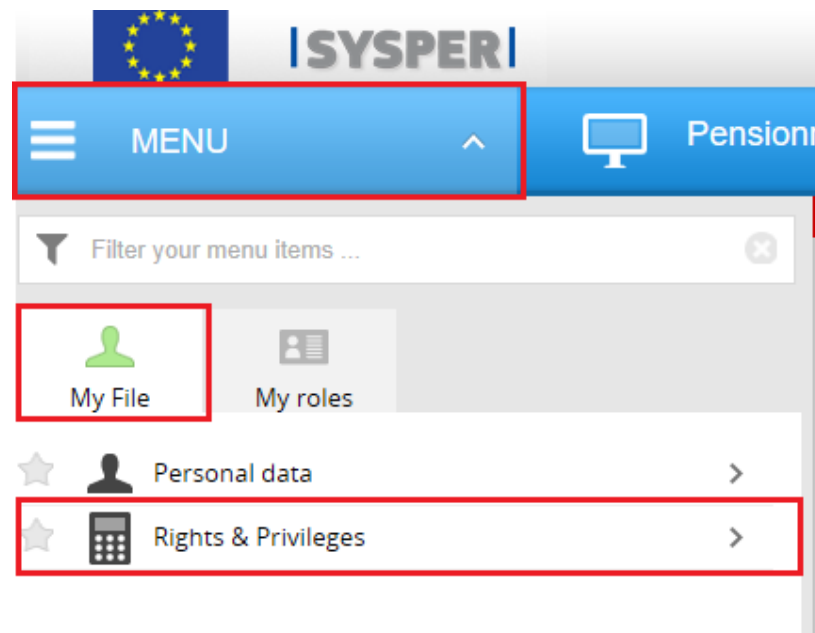 SYSPER
MENU
Filter your menu items ...
My File
My roles
Personal data
Rights & Privileges